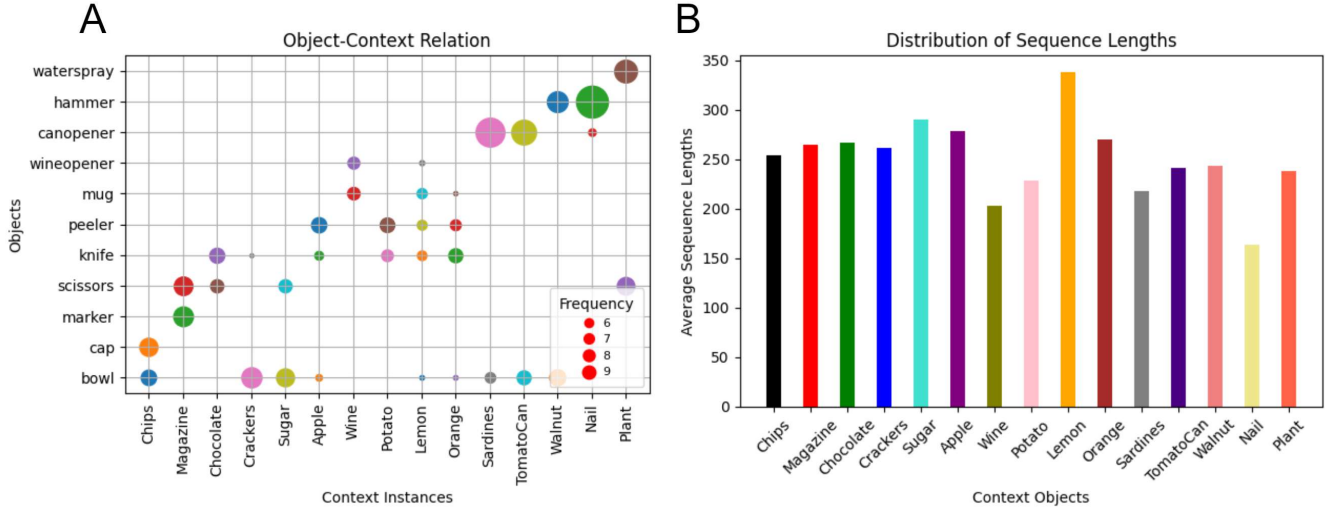 A
Object-Context Relation
Objects
waterspray
hammer
canopener
wineopener
mug
peeler
knife
scissors
marker
cap
bowl
Frequency
6
7
8
9
Chips
Magazine
Chocolate
Crackers
Sugar
Apple
Wine
Potato
Lemon
Orange
Sardines
TomatoCan
Walnut
Nail
Plant
Context Instances
B
Distribution of Sequence Lengths
Average Seqeuence Lengths
350
300
250
200
150
100
50
0
Chips
Magazine
Chocolate
Crackers
Sugar
Apple
Wine
Potato
Lemon
Orange
Sardines
TomatoCan
Walnut
Nail
Plant
Context Objects